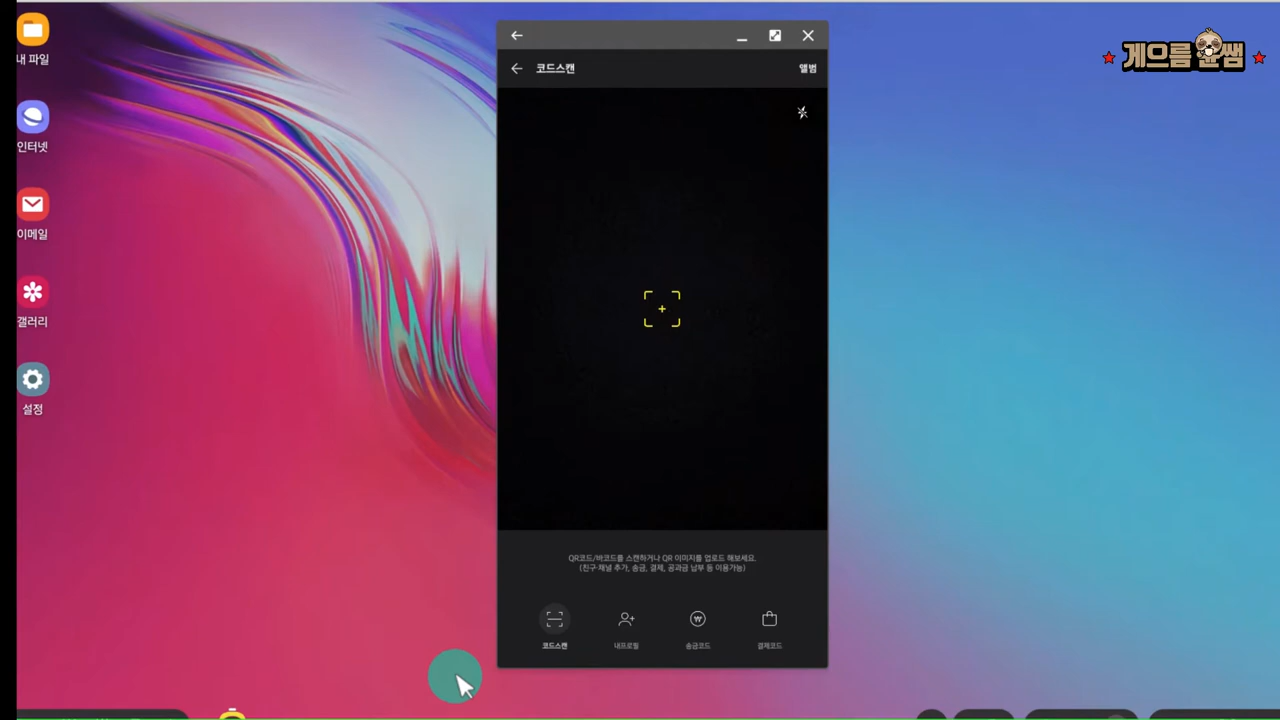 내 파일
인터넷
이메일
갤러리
설정
코드스캔
앨범
QR코드/바코드를 스캔하거나 QR 이미지를 업로드 해보세요.
(친구·채널 추가, 송금, 결제, 공과금 납부 등 이용가능)
코드스캔
내프로필
송금코드
결제코드
게으름 윤쌤